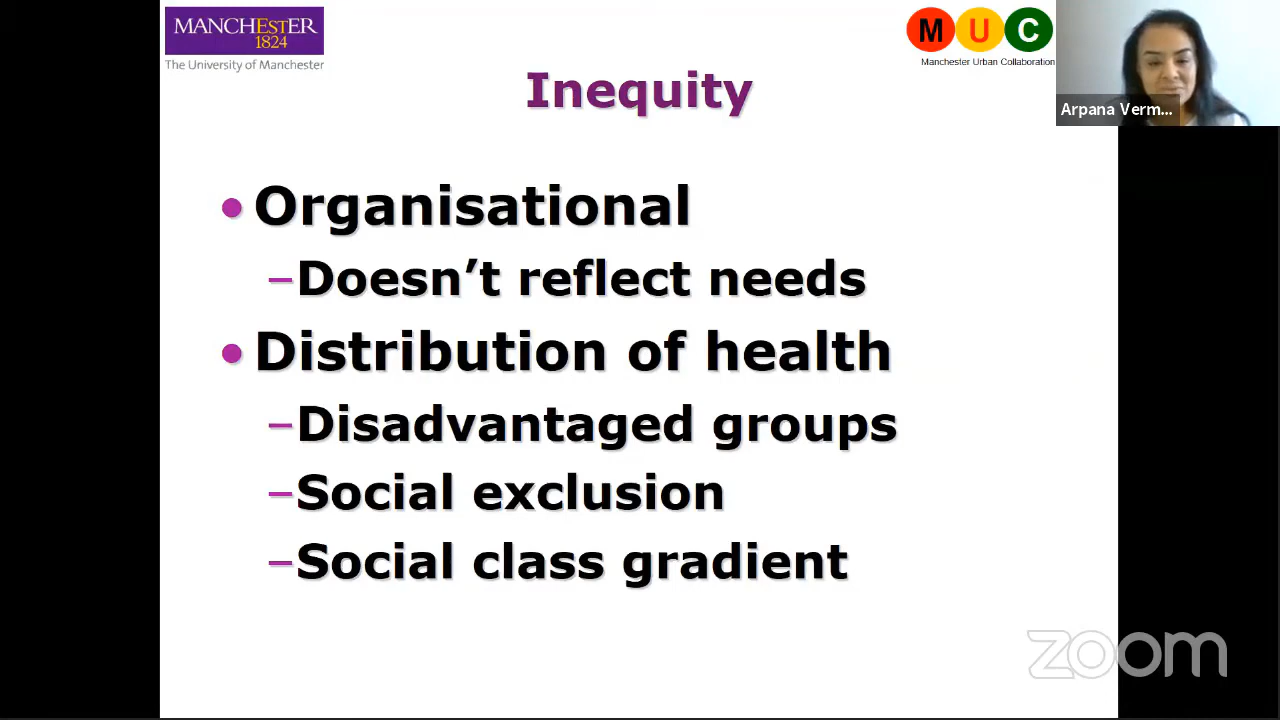 MANCHESTER
1824
The University of Manchester
M U C
Manchester Urban Collaboration
Arpana Verm...
Inequity
• Organisational
–Doesn’t reflect needs
• Distribution of health
–Disadvantaged groups
–Social exclusion
–Social class gradient
zoom